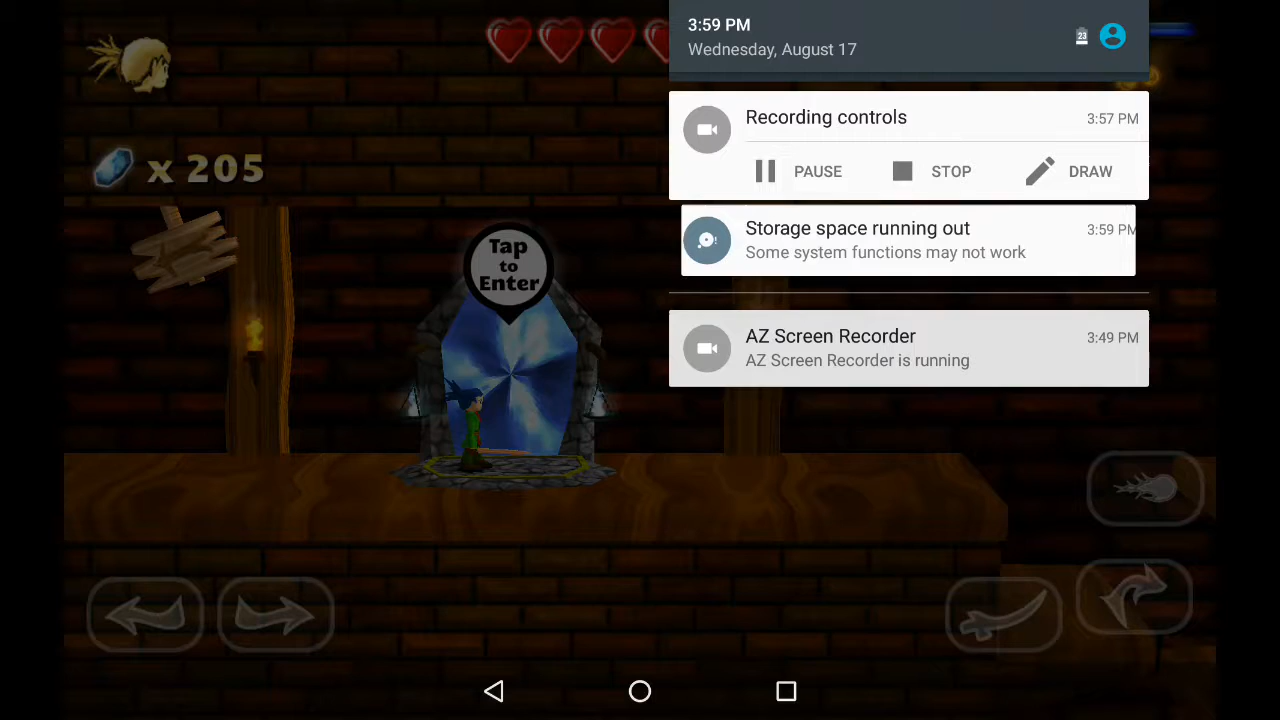 3:59 PM
Wednesday, August 17
23
Recording controls
3:57 PM
PAUSE
STOP
DRAW
Storage space running out
3:59 PM
Some system functions may not work
AZ Screen Recorder
3:49 PM
AZ Screen Recorder is running
x 205
Tap
to
Enter